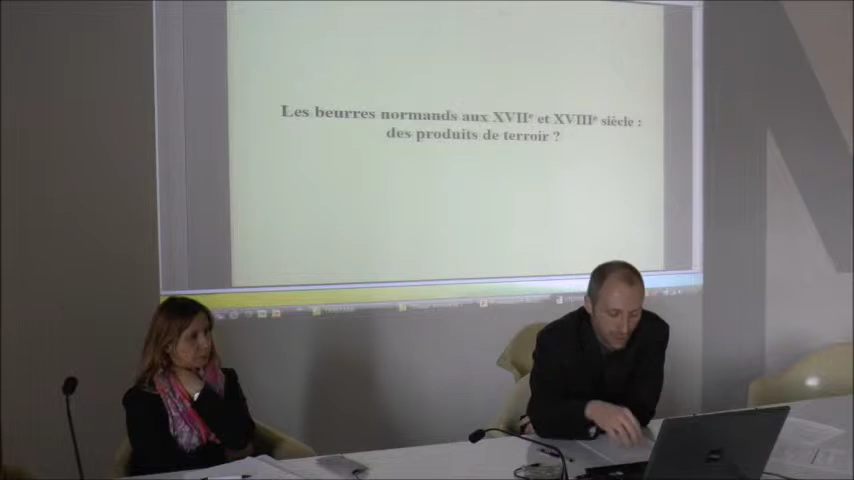 Les beurres normands aux XVIIe et XVIIIe siècle :
des produits de terroir ?